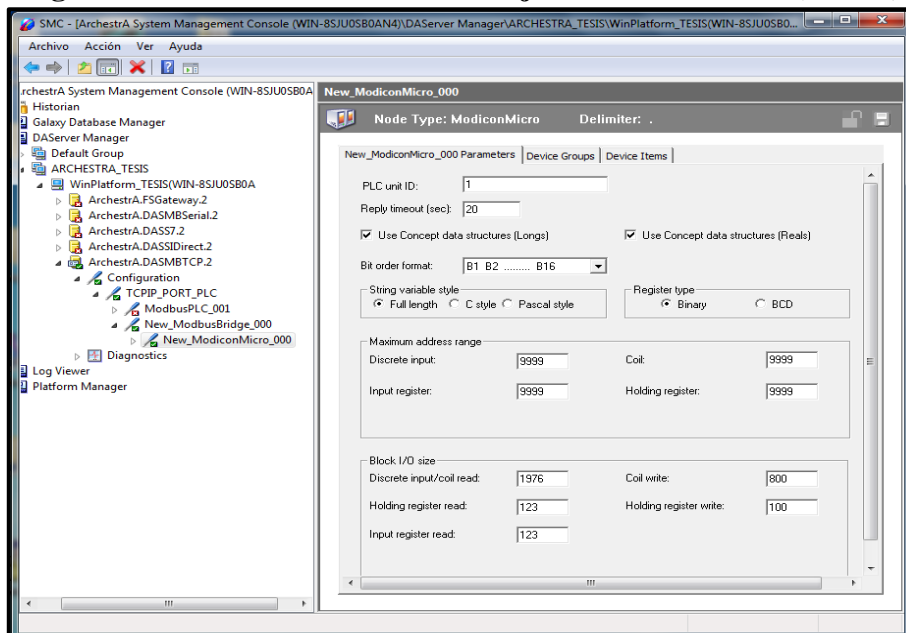 SMC - [ArchestrA System Management Console (WIN-8SJU0SB0AN4)\DAServer Manager\ARCHESTRA_TESIS\WinPlatform_TESIS(WIN-8SJU0SB0...
Archivo Acción Ver Ayuda
.rchestrA System Management Console (WIN-8SJU0SB0A
Historian
Galaxy Database Manager
DAServer Manager
Default Group
ARCHESTRA_TESIS
WinPlatform_TESIS(WIN-8SJU0SB0A
ArchestrA.FSGateway.2
ArchestrA.DASMBSerial.2
ArchestrA.DASS7.2
ArchestrA.DASSIDirect.2
ArchestrA.DASMBTCP.2
Configuration
TCPIP_PORT_PLC
ModbusPLC_001
New_ModbusBridge_000
New_ModiconMicro_000
Diagnostics
Log Viewer
Platform Manager
New_ModiconMicro_000
Node Type: ModiconMicro Delimiter: .
New_ModiconMicro_000 Parameters Device Groups Device Items
PLC unit ID: 1
Reply timeout (sec): 20
Use Concept data structures (Longs) Use Concept data structures (Reals)
Bit order format: B1 B2 ......... B16
String variable style Register type
Full length C style Pascal style Binary BCD
Maximum address range
Discrete input: 9999 Coil: 9999
Input register: 9999 Holding register: 9999
Block I/O size
Discrete input/coil read: 1976 Coil write: 800
Holding register read: 123 Holding register write: 100
Input register read: 123